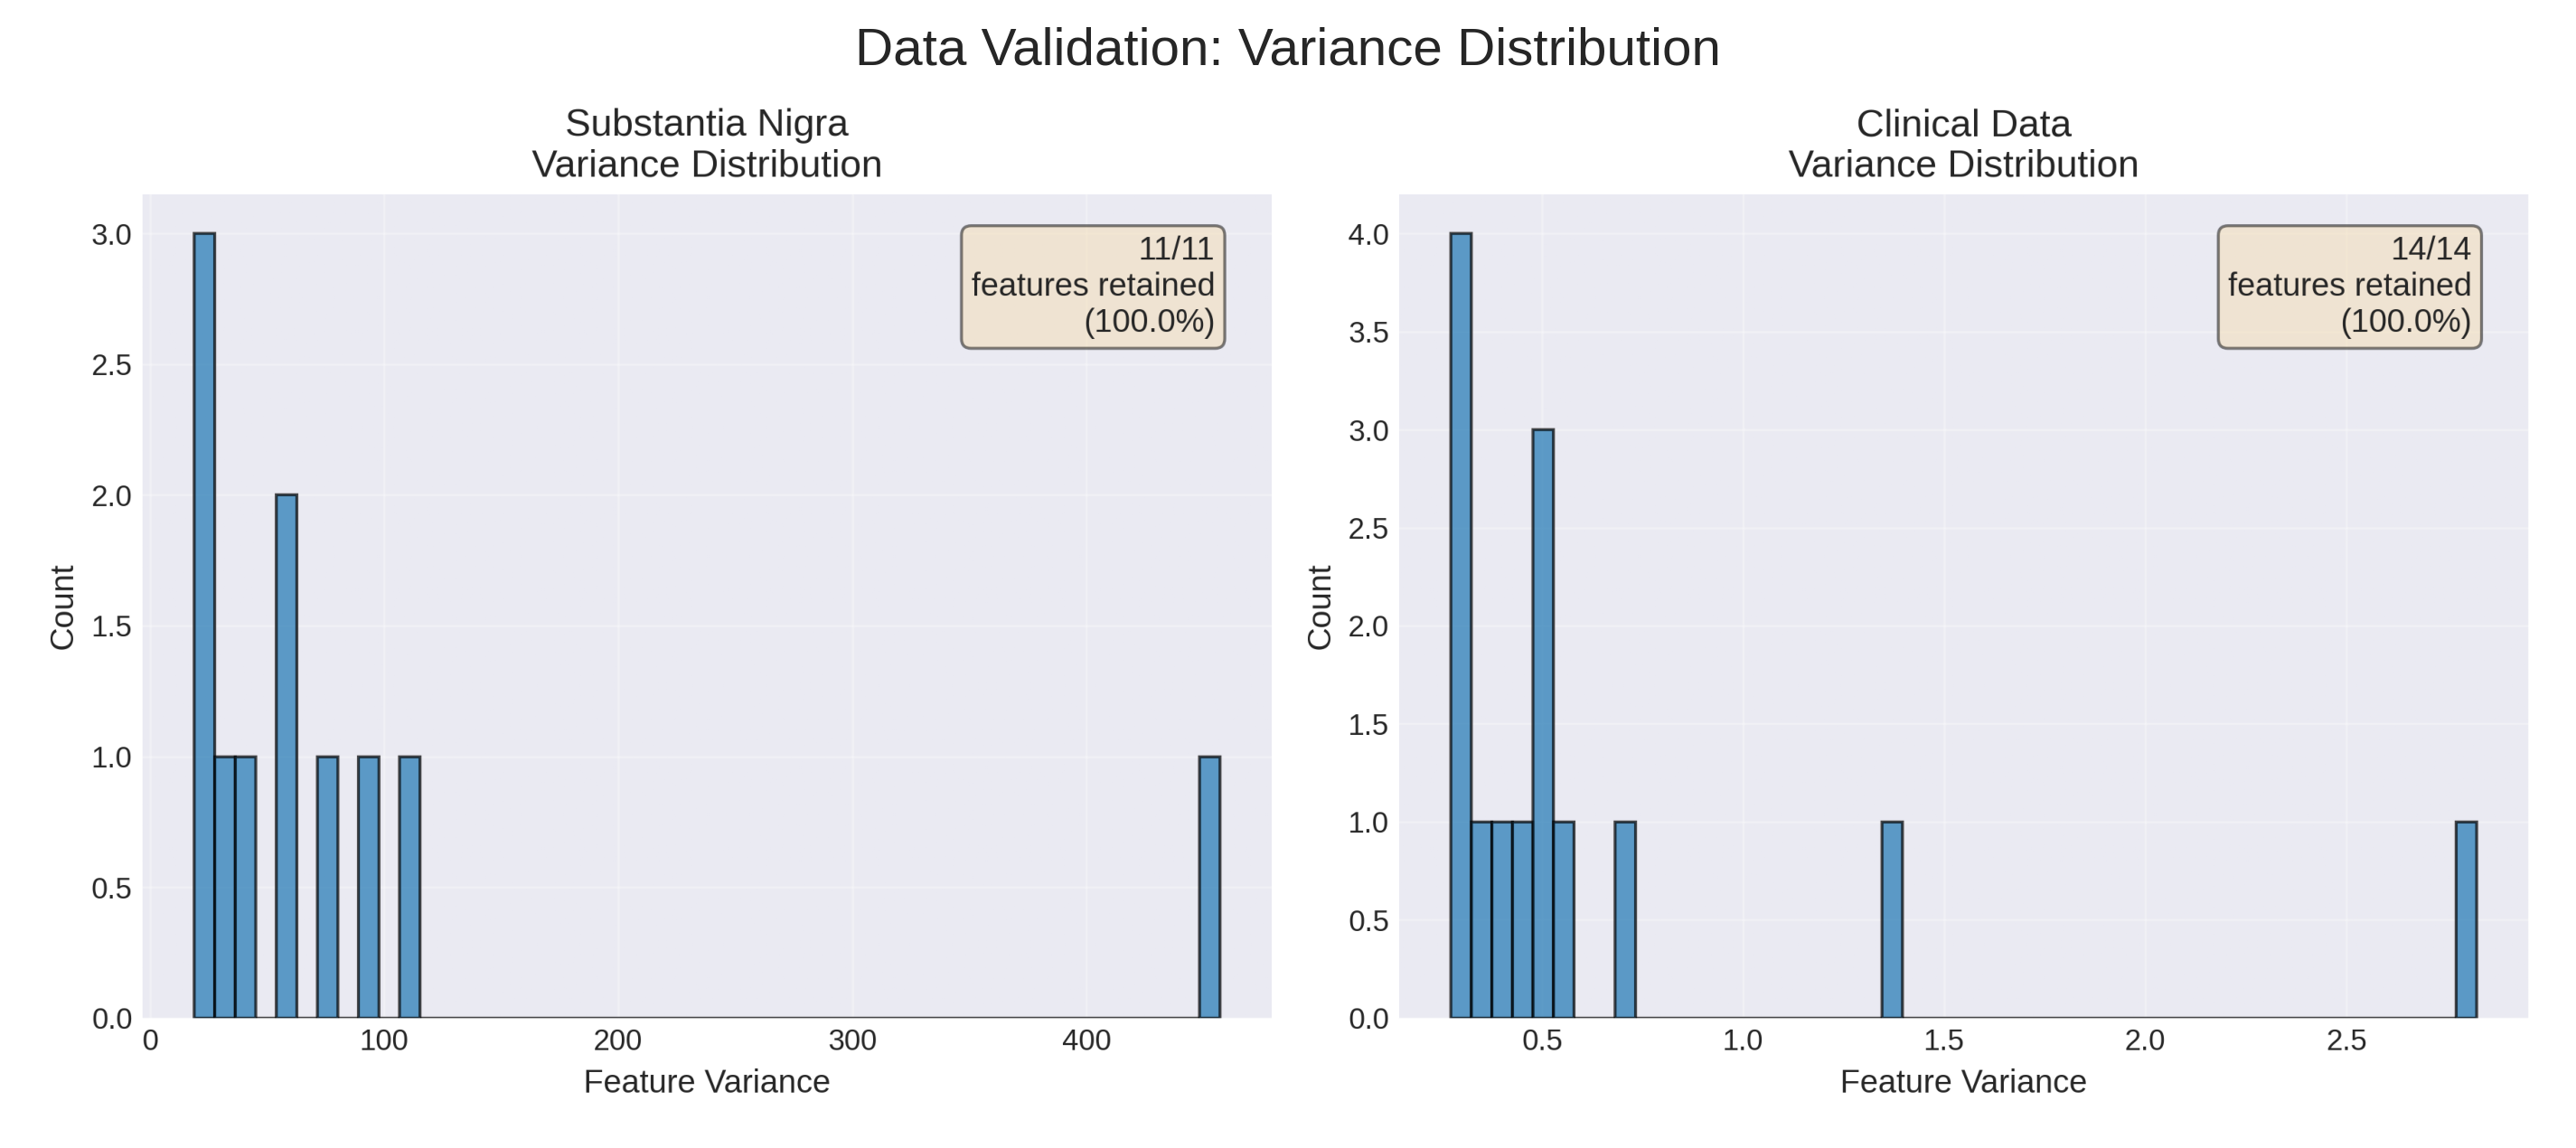 Data Validation: Variance Distribution
Substantia Nigra
Variance Distribution
3.0
2.5
2.0
1.5
1.0
0.5
0.0
Count
11/11
features retained
(100.0%)
0
100
200
300
400
Feature Variance
Clinical Data
Variance Distribution
4.0
3.5
3.0
2.5
2.0
1.5
1.0
0.5
0.0
Count
14/14
features retained
(100.0%)
0.5
1.0
1.5
2.0
2.5
Feature Variance